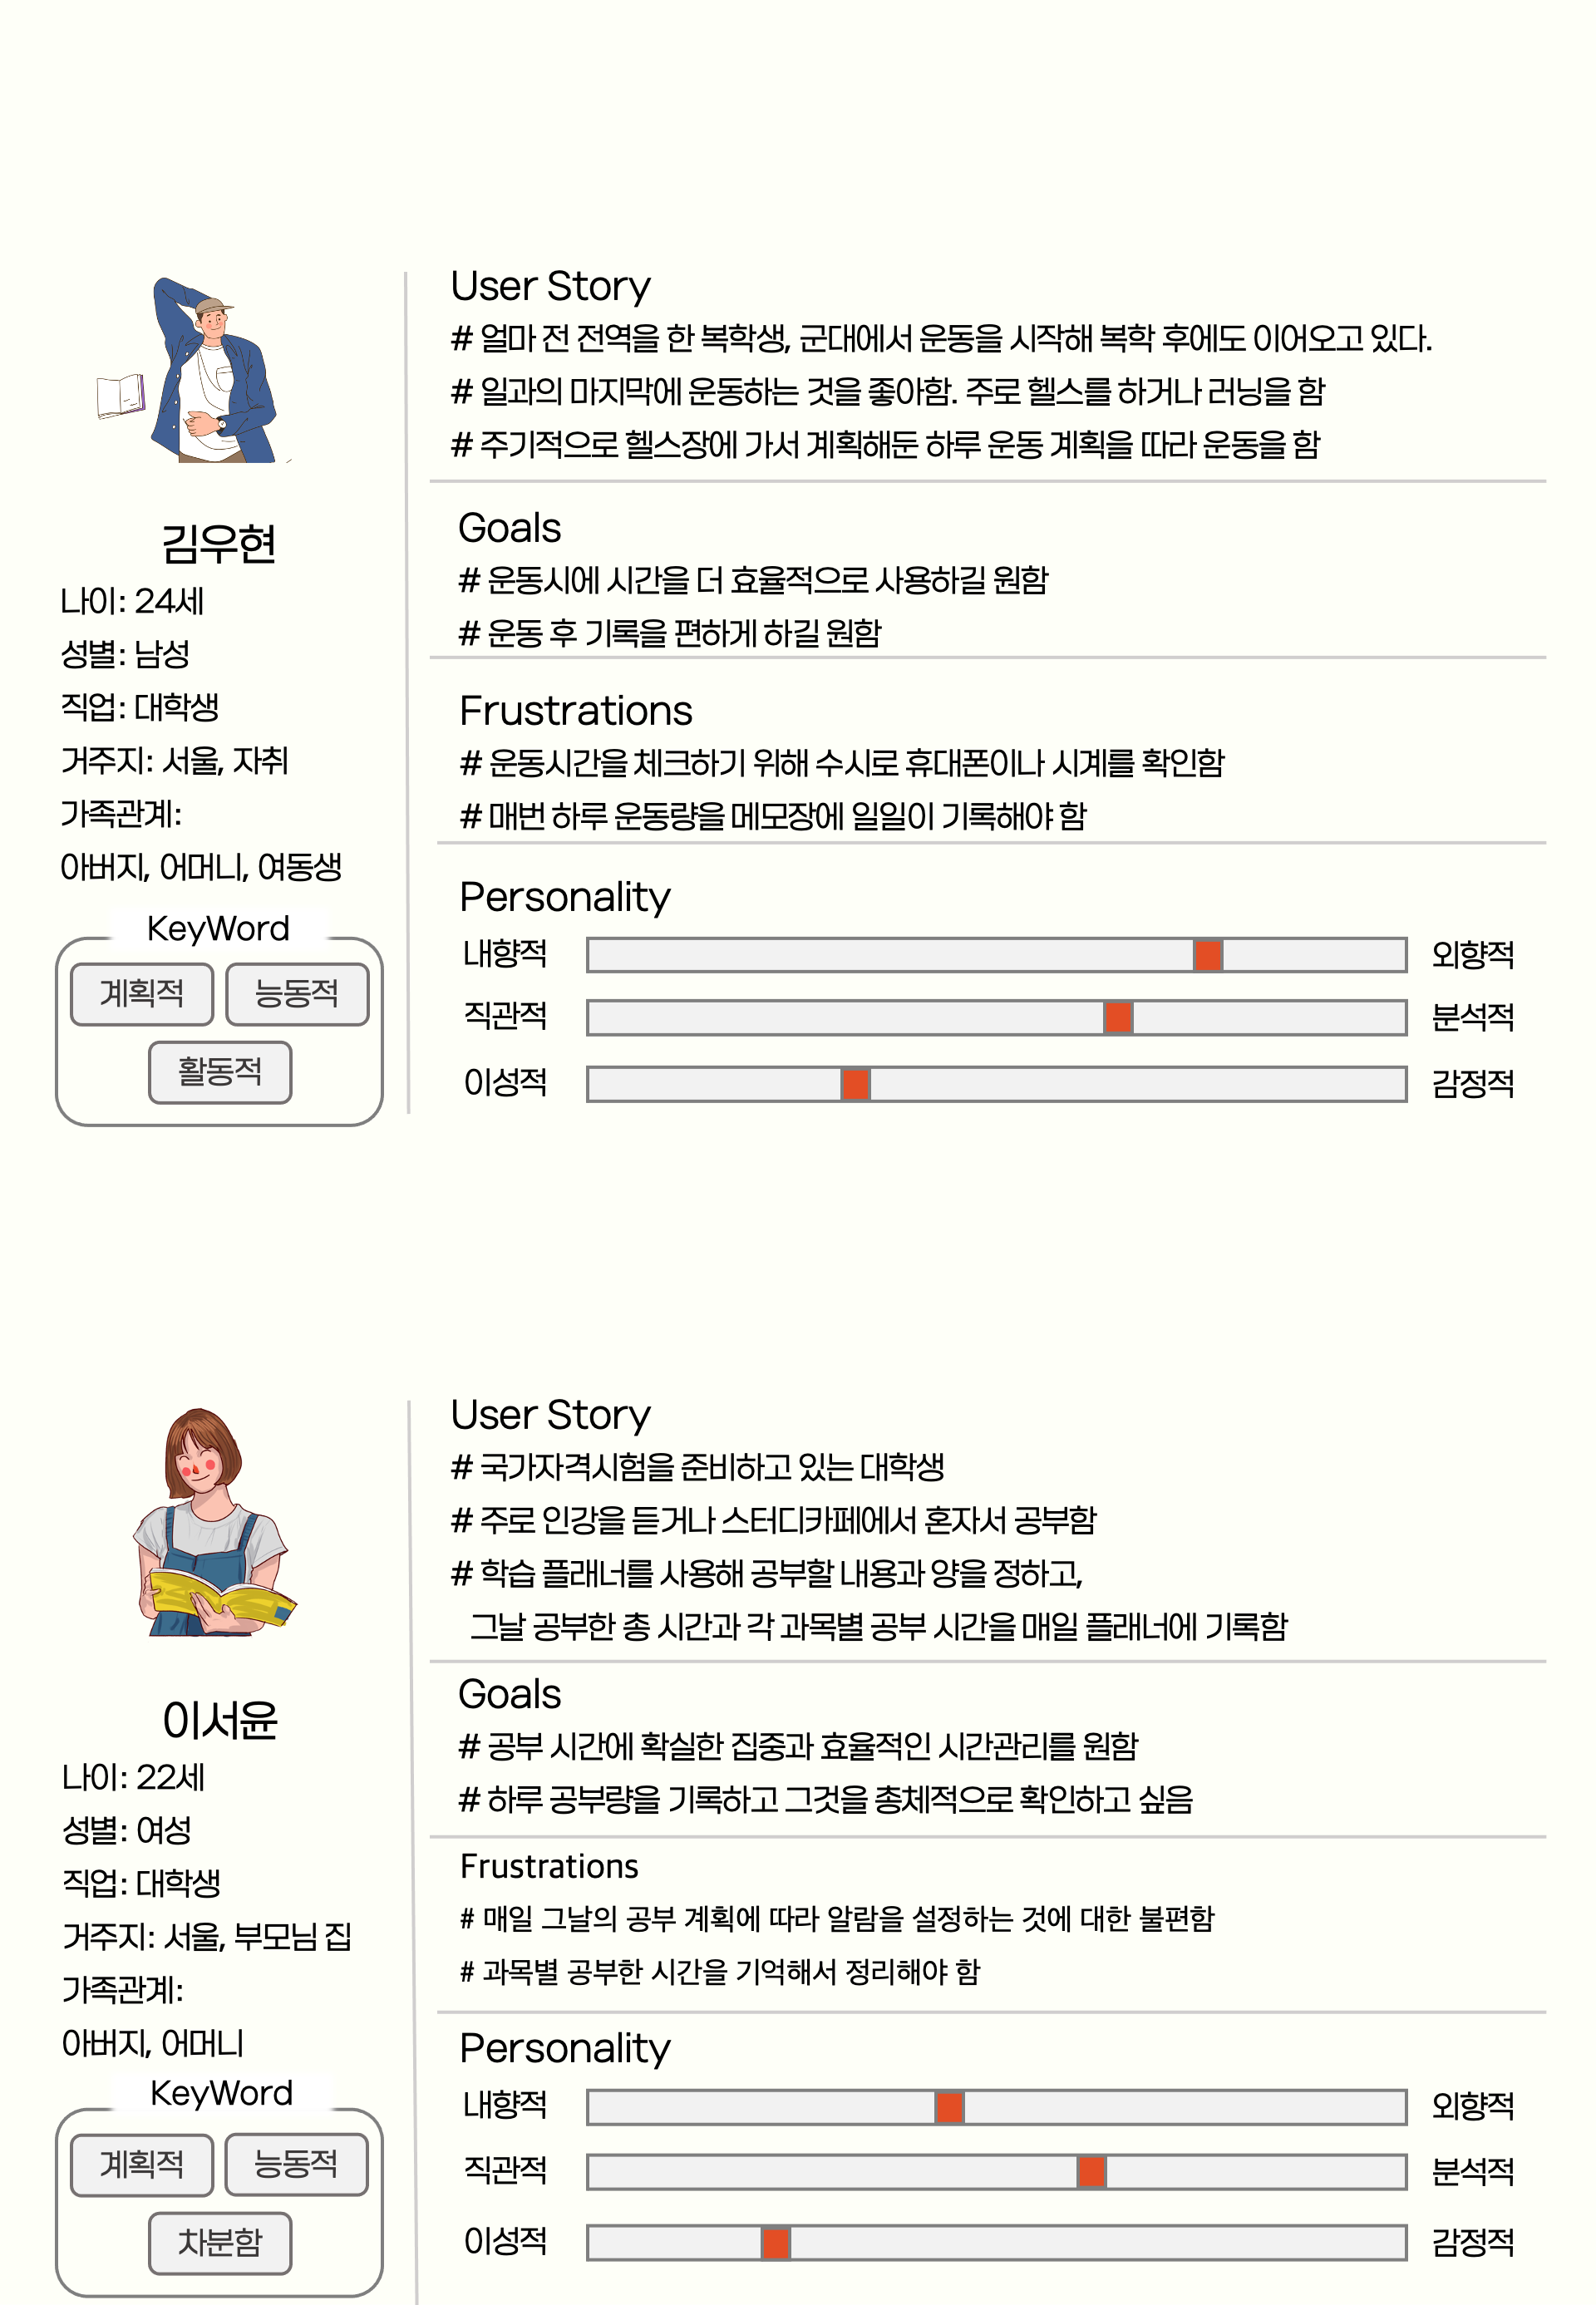 김우현
나이: 24세
성별: 남성
직업: 대학생
거주지: 서울, 자취
가족관계:
아버지, 어머니, 여동생
KeyWord
계획적
능동적
활동적
User Story
# 얼마 전 전역을 한 복학생, 군대에서 운동을 시작해 복학 후에도 이어오고 있다.
# 일과의 마지막에 운동하는 것을 좋아함. 주로 헬스를 하거나 러닝을 함
# 주기적으로 헬스장에 가서 계획해둔 하루 운동 계획을 따라 운동을 함
Goals
# 운동시에 시간을 더 효율적으로 사용하길 원함
# 운동 후 기록을 편하게 하길 원함
Frustrations
# 운동시간을 체크하기 위해 수시로 휴대폰이나 시계를 확인함
# 매번 하루 운동량을 메모장에 일일이 기록해야 함
Personality
내향적 외향적
직관적 분석적
이성적 감정적
이서윤
나이: 22세
성별: 여성
직업: 대학생
거주지: 서울, 부모님 집
가족관계:
아버지, 어머니
KeyWord
계획적
능동적
차분함
User Story
# 국가자격시험을 준비하고 있는 대학생
# 주로 인강을 듣거나 스터디카페에서 혼자서 공부함
# 학습 플래너를 사용해 공부할 내용과 양을 정하고,
그날 공부한 총 시간과 각 과목별 공부 시간을 매일 플래너에 기록함
Goals
# 공부 시간에 확실한 집중과 효율적인 시간관리를 원함
# 하루 공부량을 기록하고 그것을 총체적으로 확인하고 싶음
Frustrations
# 매일 그날의 공부 계획에 따라 알람을 설정하는 것에 대한 불편함
# 과목별 공부한 시간을 기억해서 정리해야 함
Personality
내향적 외향적
직관적 분석적
이성적 감정적